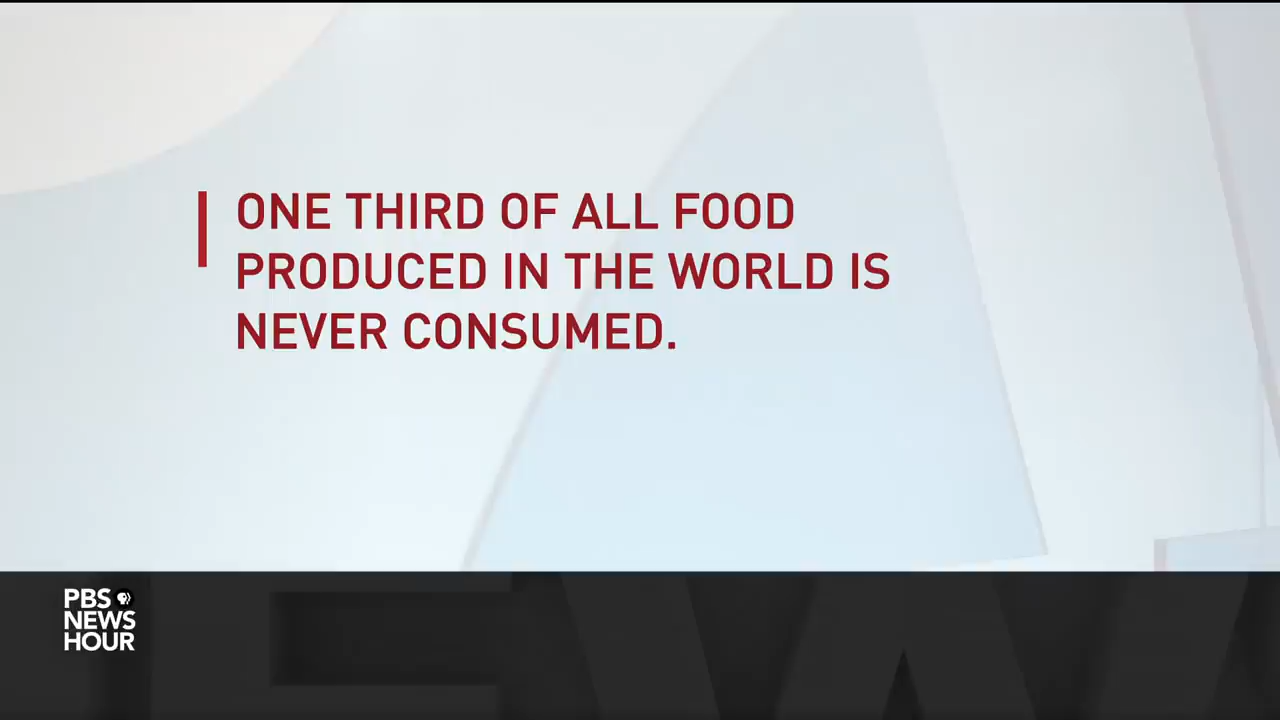 ONE THIRD OF ALL FOOD
PRODUCED IN THE WORLD IS
NEVER CONSUMED.
PBS
NEWS
HOUR